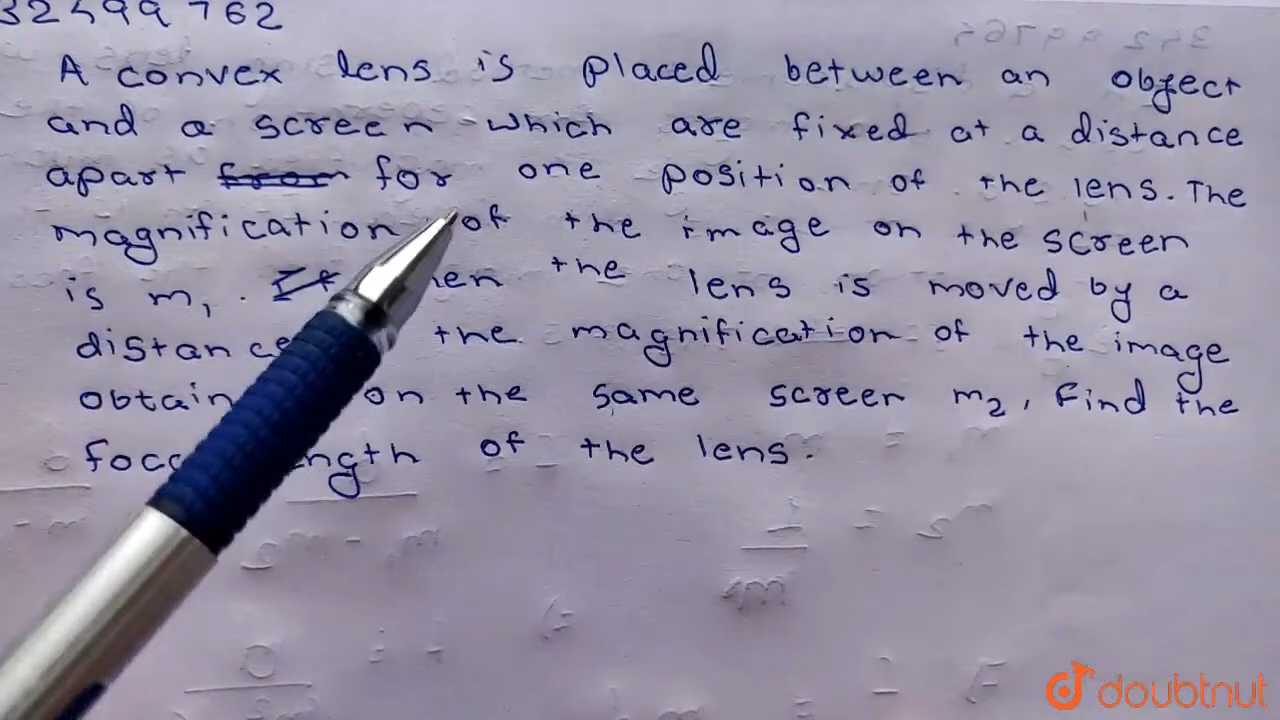 32499762
A convex lens is placed between an object
and a screen which are fixed at a distance
apart for one position of the lens. The
magnification of the image on the screen
is m1. the lens is moved by a
distance the magnification of the image
on the same screen m2, Find the
of the lens.
doubtnut